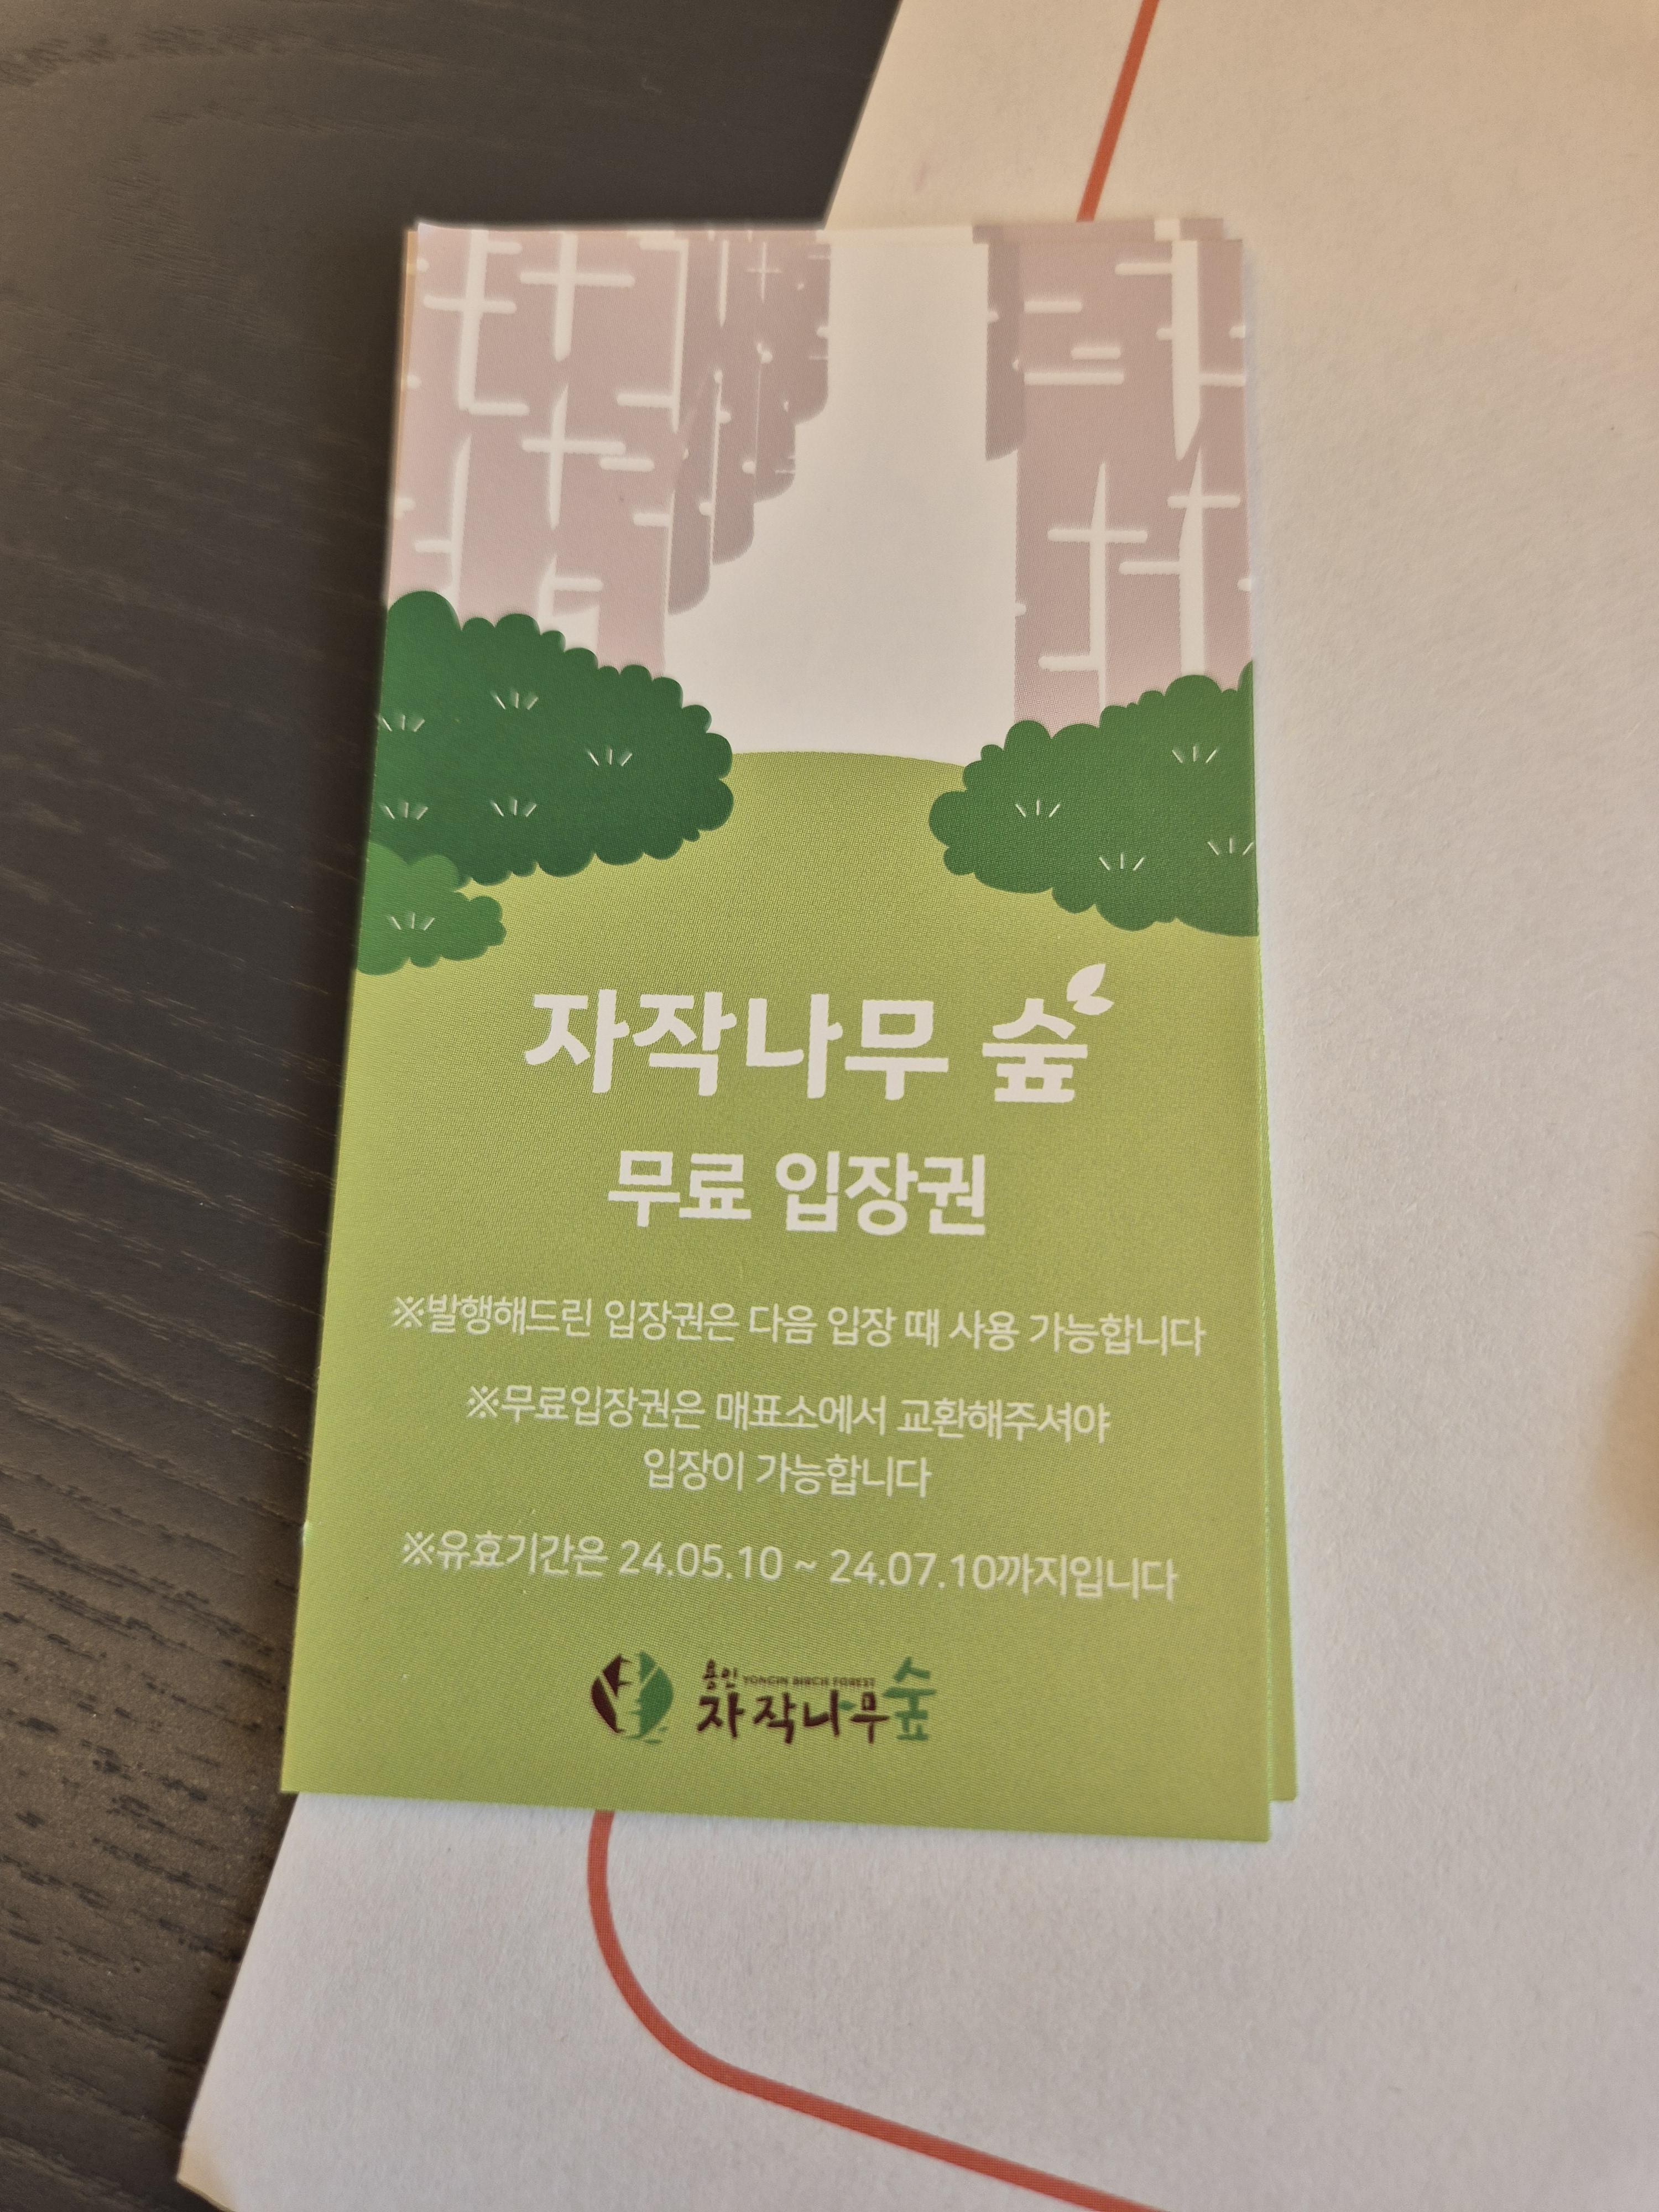 자작나무 숲
무료 입장권
※발행해드린 입장권은 다음 입장 때 사용 가능합니다
※무료입장권은 매표소에서 교환해주셔야
입장이 가능합니다
※유효기간은 24.05.10 ~ 24.07.10까지입니다
용인 YONGIN BIRCH FOREST
자작나무숲